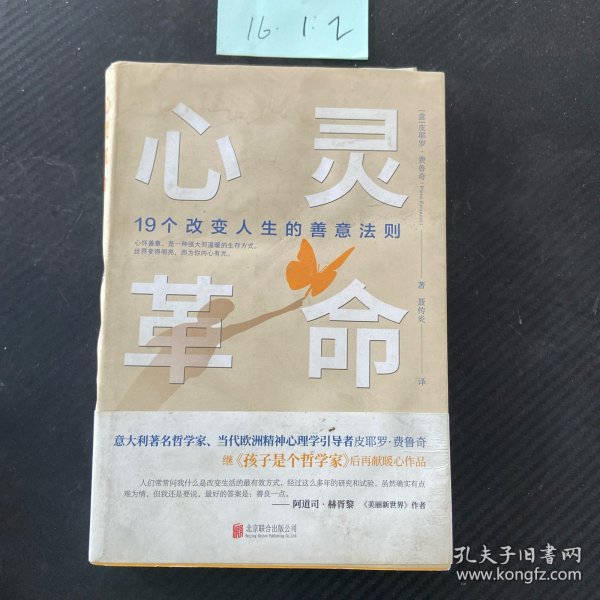 16.1.2
心灵
19个改变人生的善意法则
心怀善意，是一种强大而温暖的生存方式。
世界变得明亮，因为你内心有光。
革命
［意］皮耶罗·费鲁奇
著
聂传炎
译
意大利著名哲学家、当代欧洲精神心理学引导者皮耶罗·费鲁奇
继《孩子是个哲学家》后再献暖心作品
人们常常问我什么是改变生活的最有效方式，经过这么多年的研究和试验，虽然确实有点
难为情，但我还是要说，最好的答案是：善良一点。
——阿道司·赫胥黎 《美丽新世界》作者
北京联合出版公司
Beijing United Publishing Co.,Ltd.
孔夫子旧书网
www.kongfz.com